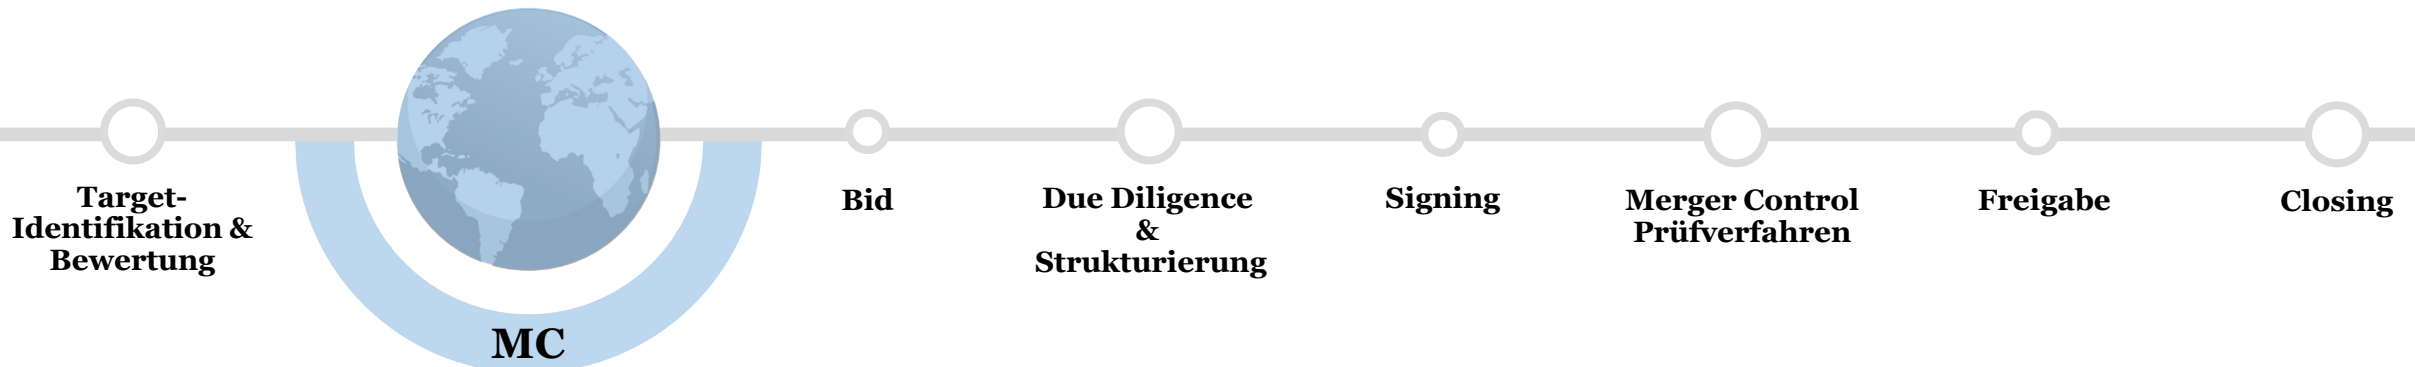 Target-
Identifikation &
Bewertung
MC
Bid
Due Diligence
&
Strukturierung
Signing
Merger Control
Prüfverfahren
Freigabe
Closing